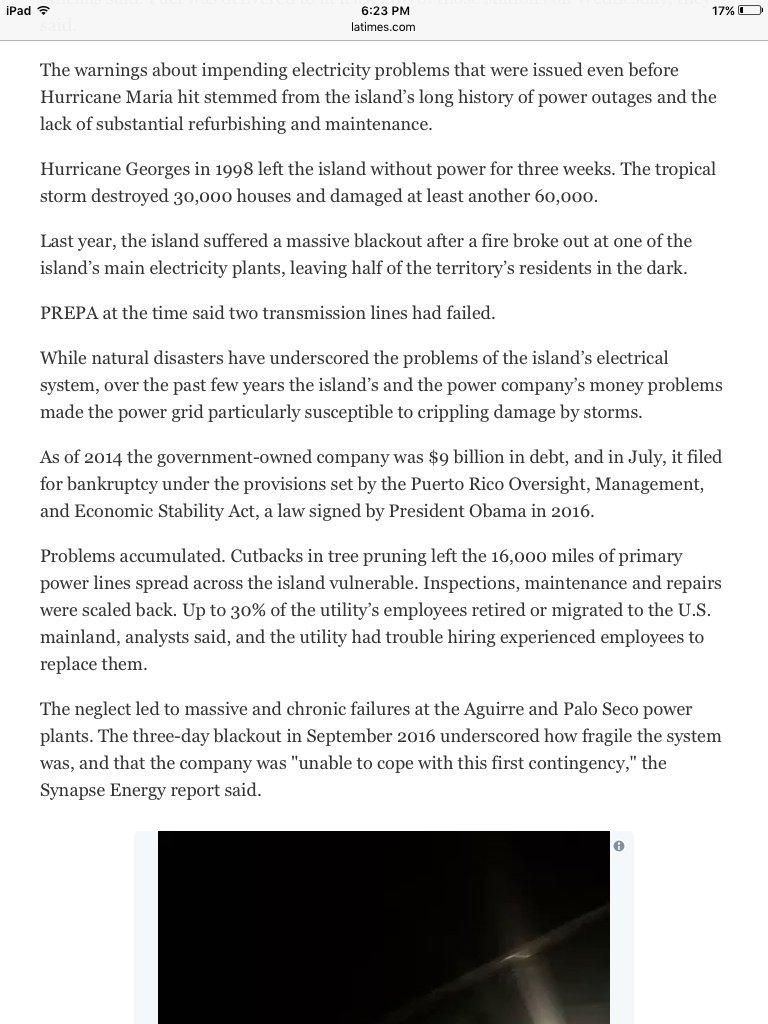 iPad 6:23 PM 17%
latimes.com
said.
The warnings about impending electricity problems that were issued even before
Hurricane Maria hit stemmed from the island’s long history of power outages and the
lack of substantial refurbishing and maintenance.
Hurricane Georges in 1998 left the island without power for three weeks. The tropical
storm destroyed 30,000 houses and damaged at least another 60,000.
Last year, the island suffered a massive blackout after a fire broke out at one of the
island’s main electricity plants, leaving half of the territory’s residents in the dark.
PREPA at the time said two transmission lines had failed.
While natural disasters have underscored the problems of the island’s electrical
system, over the past few years the island’s and the power company’s money problems
made the power grid particularly susceptible to crippling damage by storms.
As of 2014 the government-owned company was $9 billion in debt, and in July, it filed
for bankruptcy under the provisions set by the Puerto Rico Oversight, Management,
and Economic Stability Act, a law signed by President Obama in 2016.
Problems accumulated. Cutbacks in tree pruning left the 16,000 miles of primary
power lines spread across the island vulnerable. Inspections, maintenance and repairs
were scaled back. Up to 30% of the utility’s employees retired or migrated to the U.S.
mainland, analysts said, and the utility had trouble hiring experienced employees to
replace them.
The neglect led to massive and chronic failures at the Aguirre and Palo Seco power
plants. The three-day blackout in September 2016 underscored how fragile the system
was, and that the company was "unable to cope with this first contingency," the
Synapse Energy report said.